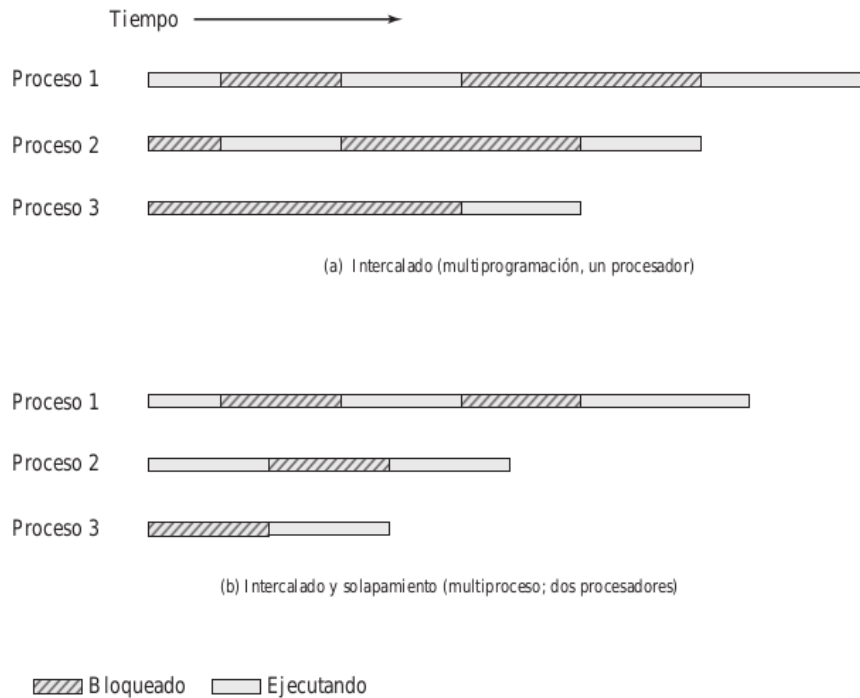 Tiempo
Proceso 1
Proceso 2
Proceso 3
(a) Intercalado (multiprogramación, un procesador)
Proceso 1
Proceso 2
Proceso 3
(b) Intercalado y solapamiento (multiproceso; dos procesadores)
Bloqueado Ejecutando